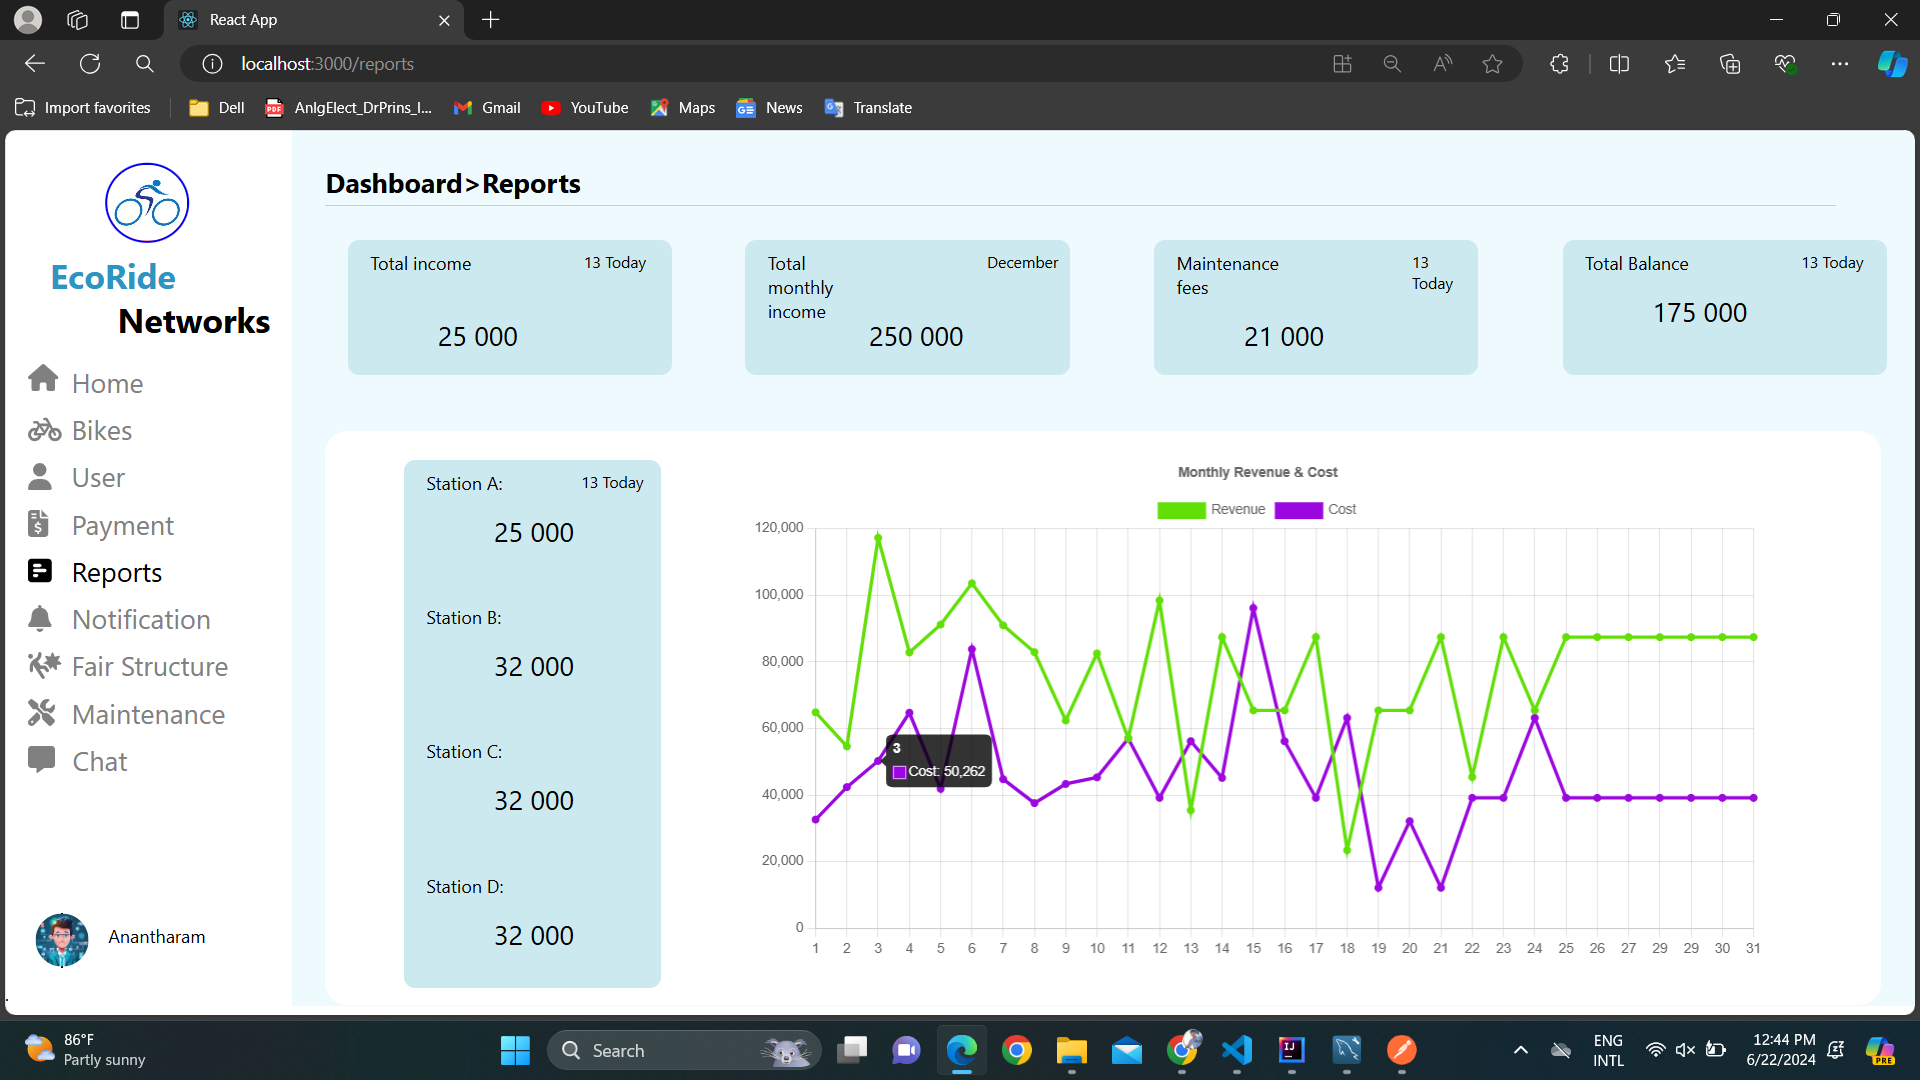 React App
localhost:3000/reports
Import favorites
Dell
AnlgElect_DrPrins_I...
Gmail
YouTube
Maps
News
Translate
EcoRide
Networks
Home
Bikes
User
Payment
Reports
Notification
Fair Structure
Maintenance
Chat
Anantharam
.
Dashboard>Reports
Total income
13 Today
25 000
Total
monthly
income
December
250 000
Maintenance
fees
13
Today
21 000
Total Balance
13 Today
175 000
Station A:
13 Today
25 000
Station B:
32 000
Station C:
32 000
Station D:
32 000
Monthly Revenue & Cost
Revenue
Cost
120,000
100,000
80,000
60,000
40,000
20,000
0
3
Cost: 50,262
1 2 3 4 5 6 7 8 9 10 11 12 13 14 15 16 17 18 19 20 21 22 23 24 25 26 27 29 29 30 31
86°F
Partly sunny
Search
ENG
INTL
12:44 PM
6/22/2024
PRE